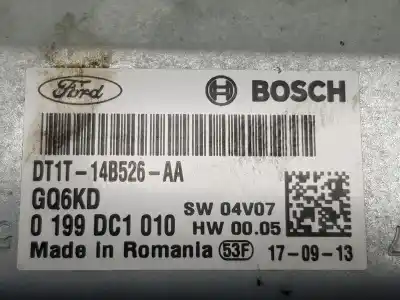 Ford
BOSCH
DT1T-14B526-AA
GQ6KD
0 199 DC1 010
SW 04V07
HW 00.05
Made in Romania 53F 17-09-13